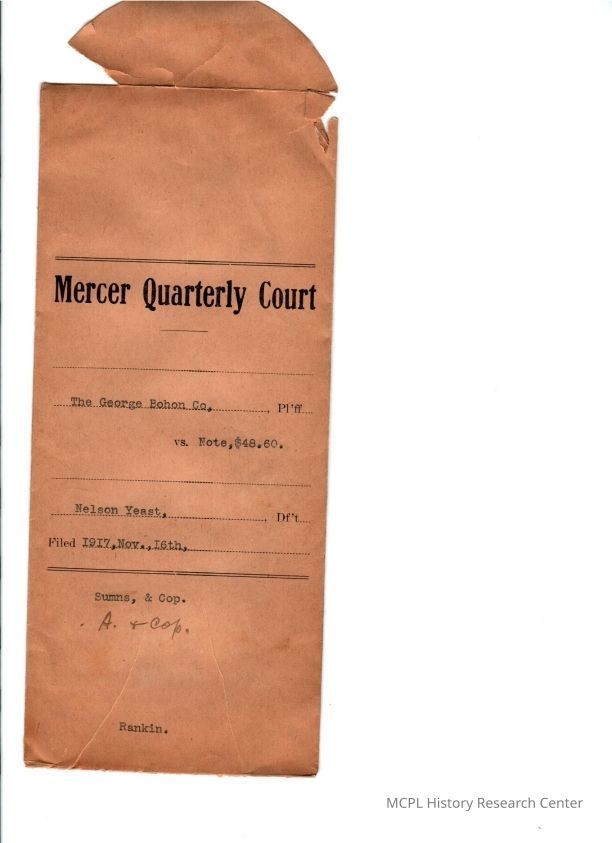 Mercer Quarterly Court
The George Bohon Co, , Pl'ff
vs. Note,$48.60.
Nelson Yeast, , Df't
Filed 1917,Nov.,16th,
Sumns, & Cop.
A. & Cop.
Rankin.
MCPL History Research Center